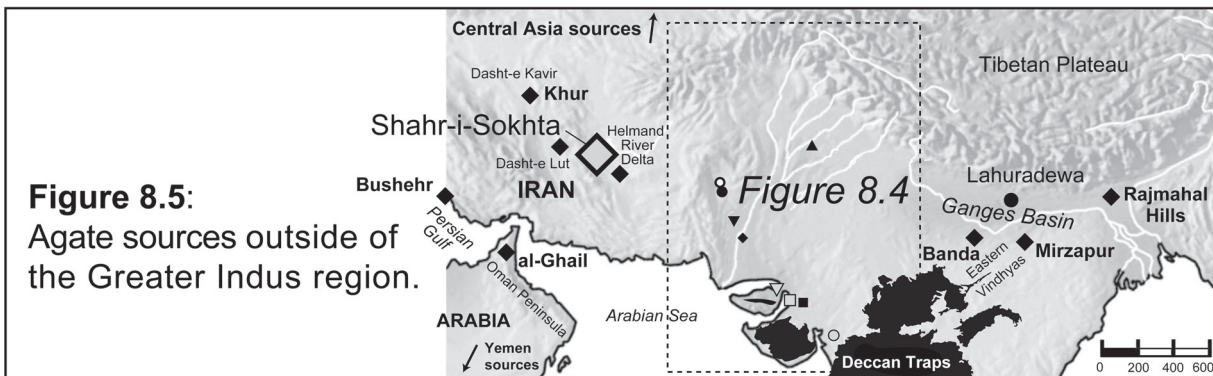 Figure 8.5:
Agate sources outside of
the Greater Indus region.
Central Asia sources
Tibetan Plateau
Dasht-e Kavir
Khur
Shahr-i-Sokhta
Helmand
River
Delta
Dasht-e Lut
IRAN
Bushehr
Persian
Gulf
al-Ghail
Oman Peninsula
ARABIA
Yemen
sources
Arabian Sea
Figure 8.4
Lahuradewa
Ganges Basin
Rajmahal
Hills
Banda
Mirzapur
Eastern
Vindhyas
Deccan Traps
0 200 400 600